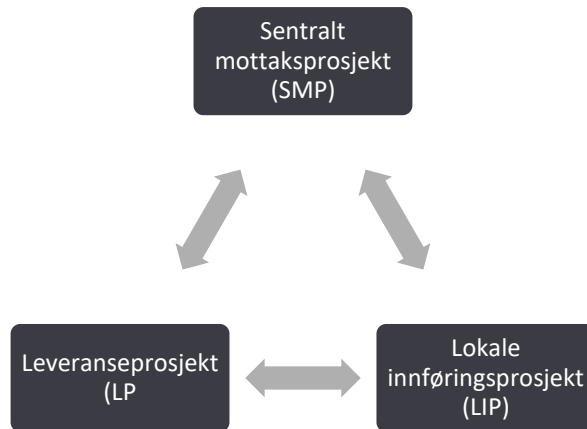 Sentralt
mottaksprosjekt
(SMP)
Leveranseprosjekt
(LP
Lokale
innføringsprosjekt
(LIP)